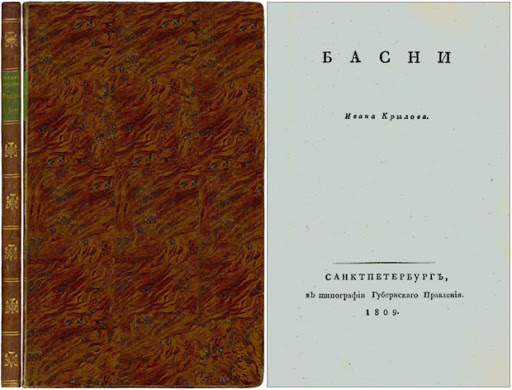 БАСНИ
Ивана Крылова.
САНКТПЕТЕРБУРГЪ,
въ типографіи Губернскаго Правленія.
1809.